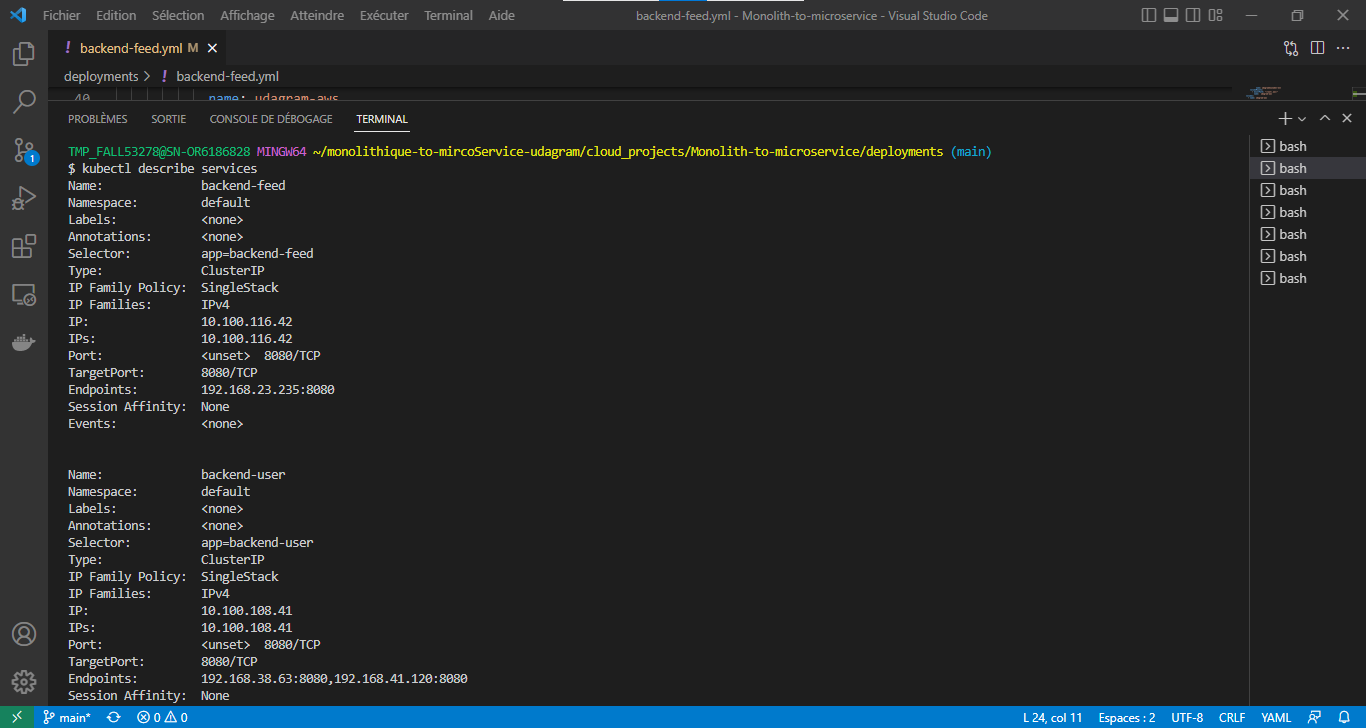 Fichier Edition Sélection Affichage Atteindre Exécuter Terminal Aide backend-feed.yml - Monolith-to-microservice - Visual Studio Code
! backend-feed.yml M
deployments > ! backend-feed.yml
40 name: udagram-aws
PROBLÈMES SORTIE CONSOLE DE DÉBOGAGE TERMINAL
TMP_FALL53278@SN-OR6186828 MINGW64 ~/monolithique-to-mircoService-udagram/cloud_projects/Monolith-to-microservice/deployments (main)
$ kubectl describe services
Name: backend-feed
Namespace: default
Labels: <none>
Annotations: <none>
Selector: app=backend-feed
Type: ClusterIP
IP Family Policy: SingleStack
IP Families: IPv4
IP: 10.100.116.42
IPs: 10.100.116.42
Port: <unset> 8080/TCP
TargetPort: 8080/TCP
Endpoints: 192.168.23.235:8080
Session Affinity: None
Events: <none>
Name: backend-user
Namespace: default
Labels: <none>
Annotations: <none>
Selector: app=backend-user
Type: ClusterIP
IP Family Policy: SingleStack
IP Families: IPv4
IP: 10.100.108.41
IPs: 10.100.108.41
Port: <unset> 8080/TCP
TargetPort: 8080/TCP
Endpoints: 192.168.38.63:8080,192.168.41.120:8080
Session Affinity: None
bash
bash
bash
bash
bash
bash
bash
1
main* 0 0 L 24, col 11 Espaces : 2 UTF-8 CRLF YAML